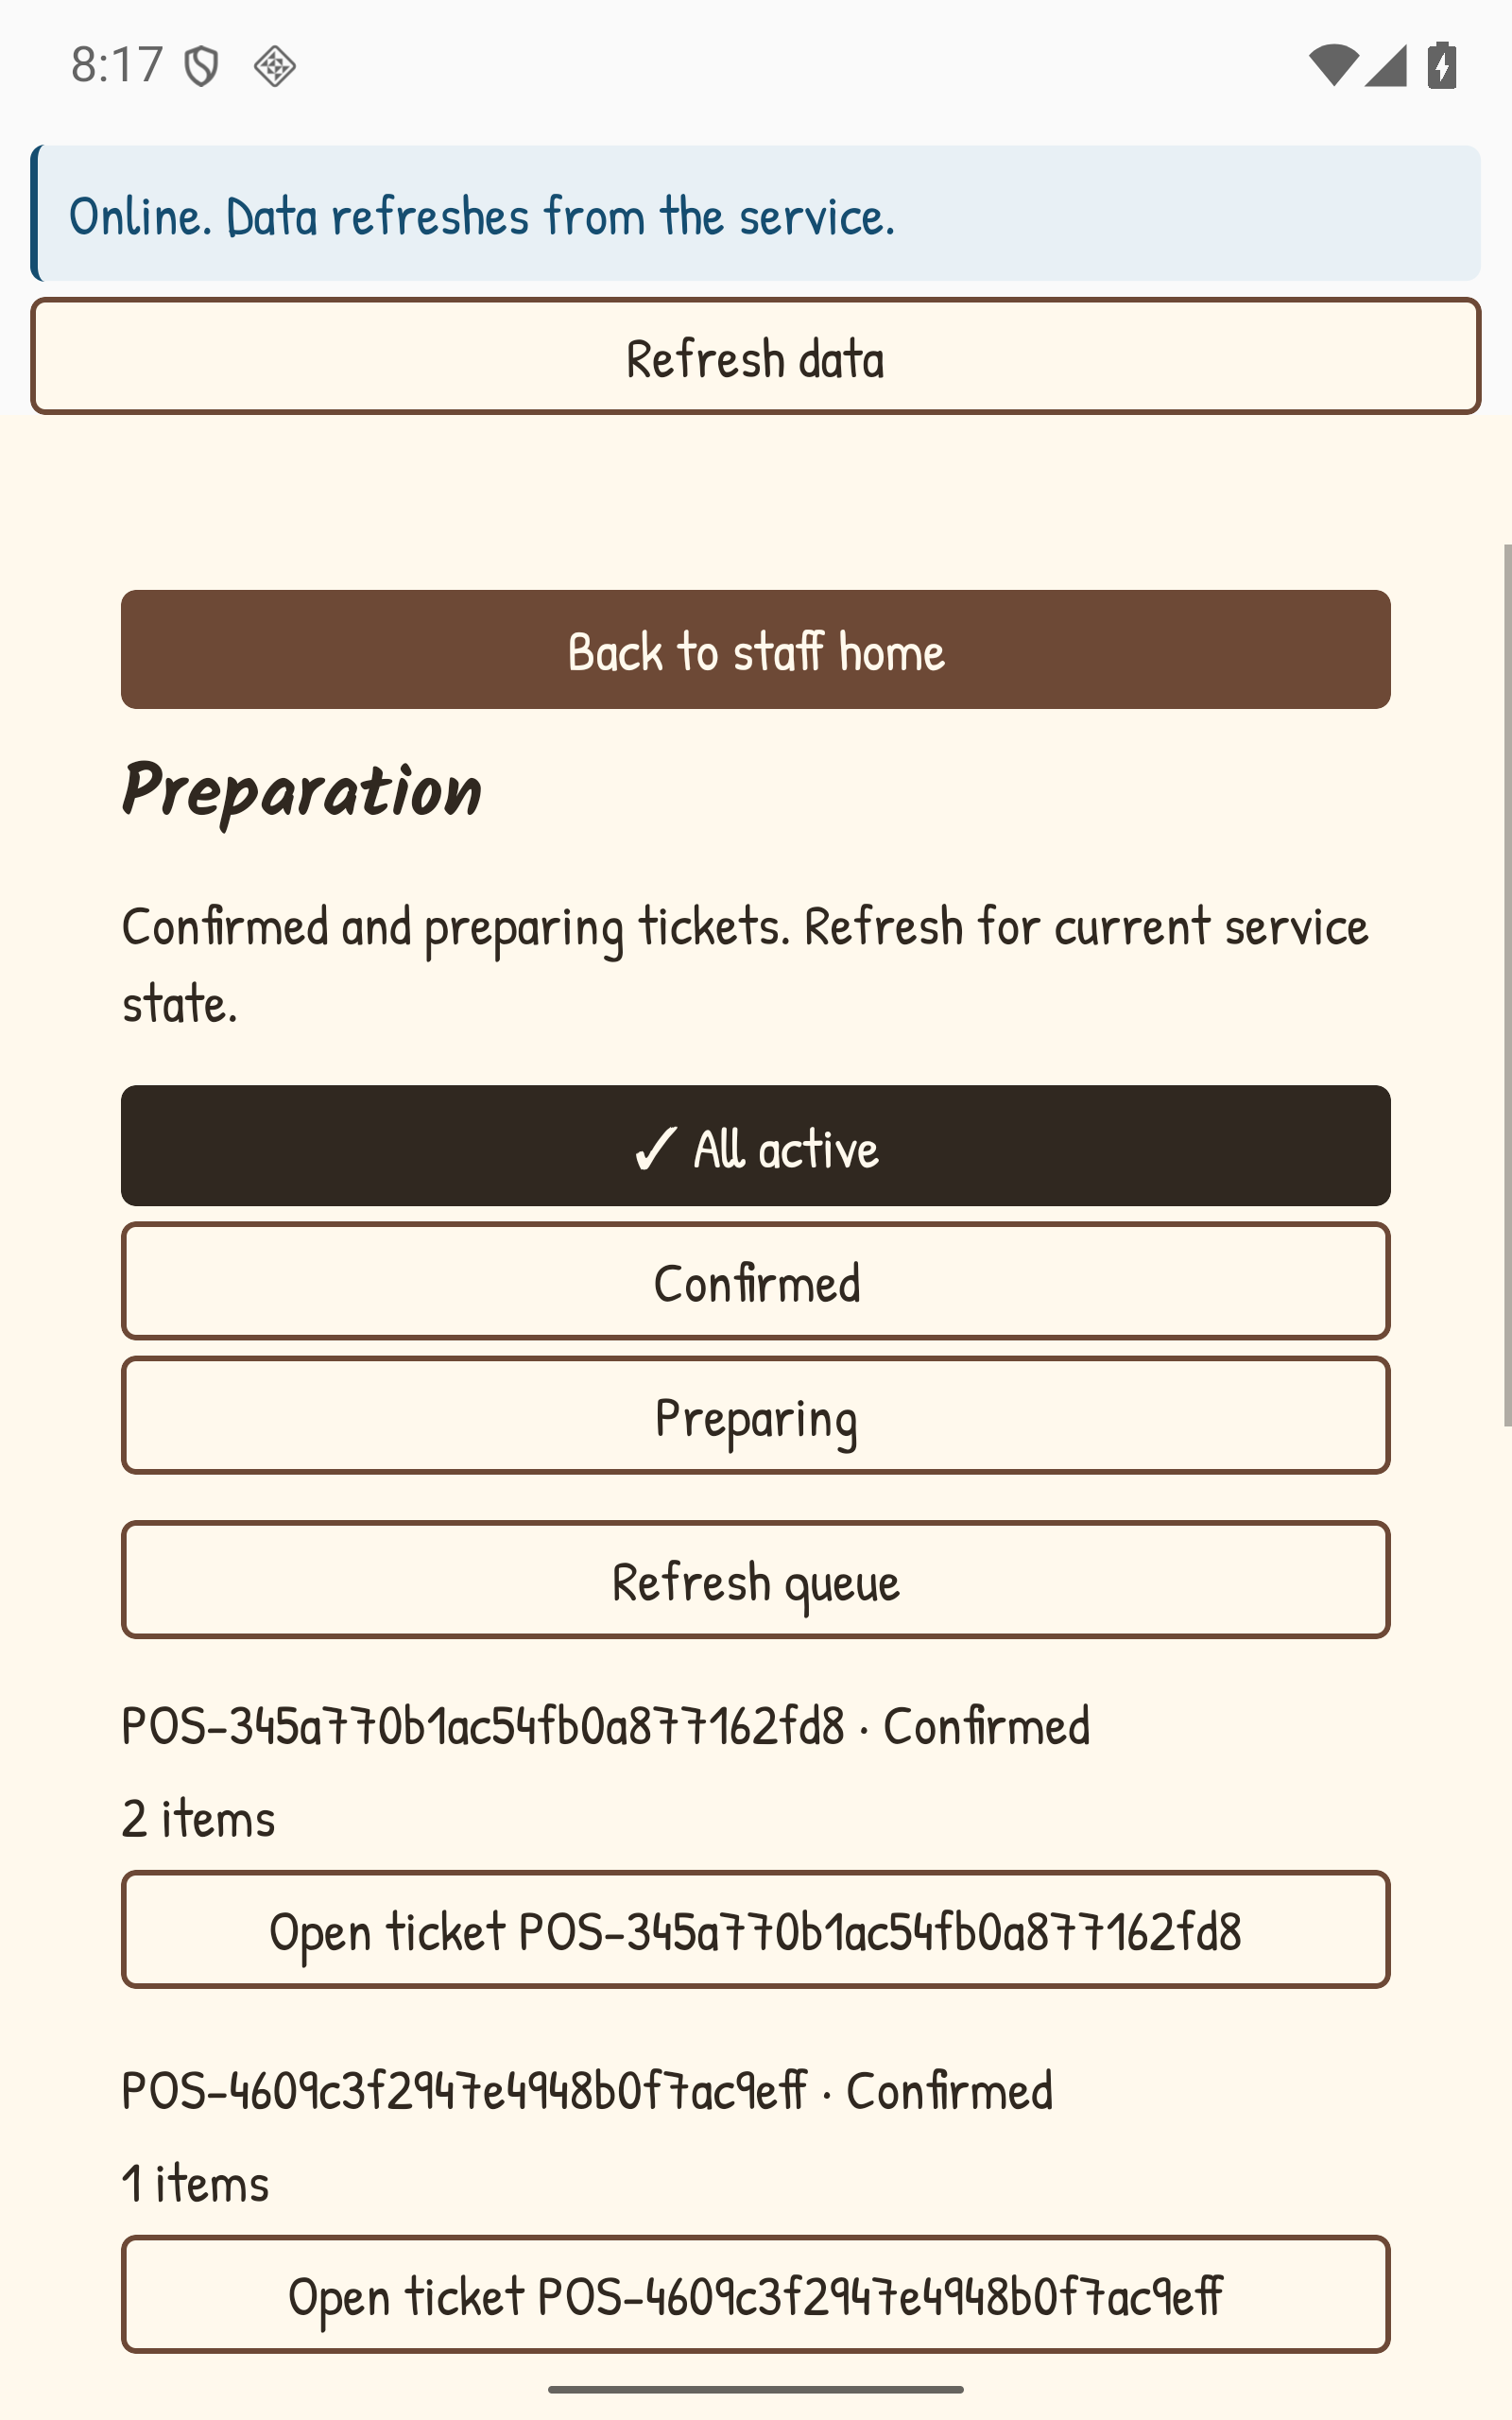 8:17
Online. Data refreshes from the service.
Refresh data
Back to staff home
Preparation
Confirmed and preparing tickets. Refresh for current service
state.
✓ All active
Confirmed
Preparing
Refresh queue
POS-345a770b1ac54fb0a877162fd8 · Confirmed
2 items
Open ticket POS-345a770b1ac54fb0a877162fd8
POS-4609c3f2947e4948b0f7ac9eff · Confirmed
1 items
Open ticket POS-4609c3f2947e4948b0f7ac9eff